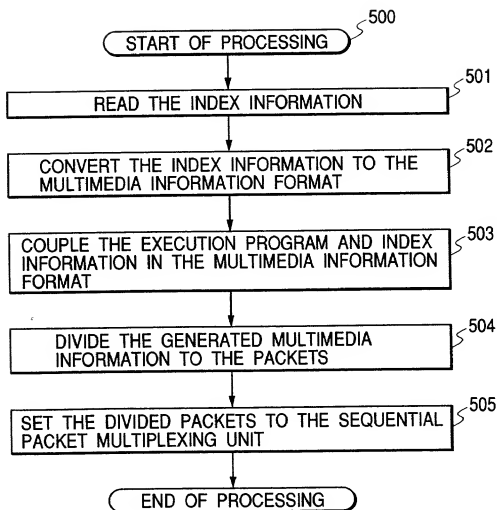 START OF PROCESSING
500
501
READ THE INDEX INFORMATION
502
CONVERT THE INDEX INFORMATION TO THE
MULTIMEDIA INFORMATION FORMAT
503
COUPLE THE EXECUTION PROGRAM AND INDEX
INFORMATION IN THE MULTIMEDIA INFORMATION
FORMAT
504
DIVIDE THE GENERATED MULTIMEDIA
INFORMATION TO THE PACKETS
505
SET THE DIVIDED PACKETS TO THE SEQUENTIAL
PACKET MULTIPLEXING UNIT
END OF PROCESSING